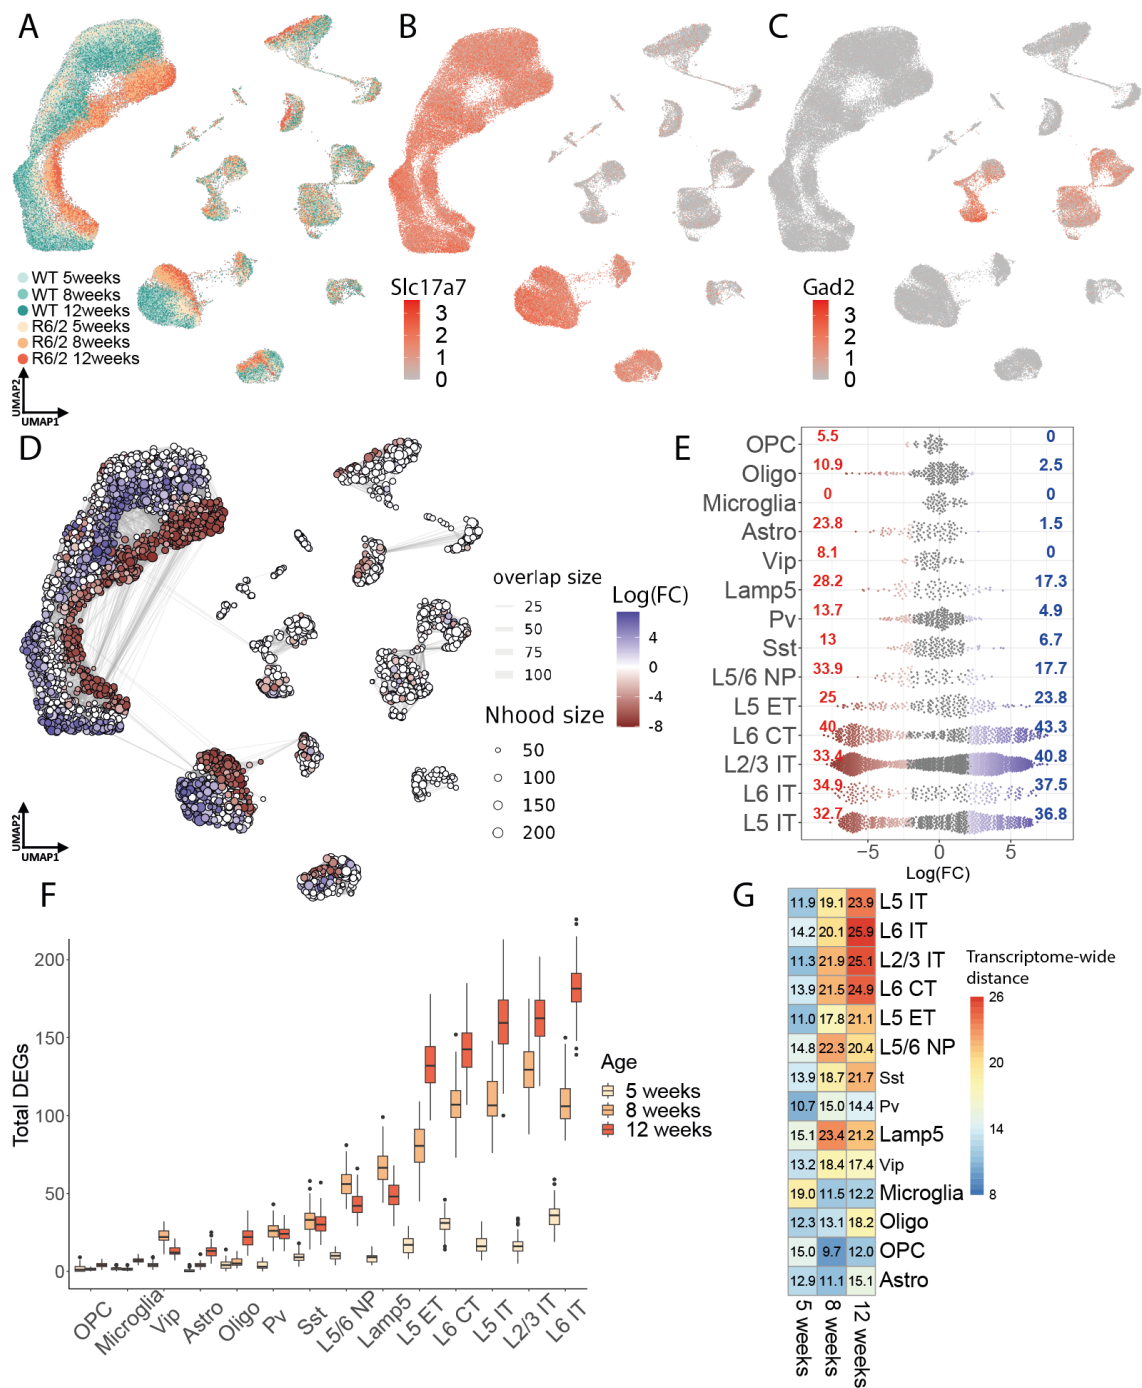 A
B
C
WT 5weeks
WT 8weeks
WT 12weeks
R6/2 5weeks
R6/2 8weeks
R6/2 12weeks
UMAP2
UMAP1
Slc17a7
3
2
1
0
Gad2
3
2
1
0
D
overlap size
25
50
75
100
Nhood size
50
100
150
200
Log(FC)
4
0
-4
-8
UMAP2
UMAP1
E
OPC 5.5 0
Oligo 10.9 2.5
Microglia 0 0
Astro 23.8 1.5
Vip 8.1 0
Lamp5 28.2 17.3
Pv 13.7 4.9
Sst 13 6.7
L5/6 NP 33.9 17.7
L5 ET 25 23.8
L6 CT 40 43.3
L2/3 IT 33.4 40.8
L6 IT 34.9 37.5
L5 IT 32.7 36.8
−5 0 5
Log(FC)
F
Total DEGs
200
150
100
50
0
OPC
Microglia
Vip
Astro
Oligo
Pv
Sst
L5/6 NP
Lamp5
L5 ET
L6 CT
L5 IT
L2/3 IT
L6 IT
Age
5 weeks
8 weeks
12 weeks
G
11.9 19.1 23.9 L5 IT
14.2 20.1 25.9 L6 IT
11.3 21.9 25.1 L2/3 IT
13.9 21.5 24.9 L6 CT
11.0 17.8 21.1 L5 ET
14.8 22.3 20.4 L5/6 NP
13.9 18.7 21.7 Sst
10.7 15.0 14.4 Pv
15.1 23.4 21.2 Lamp5
13.2 18.4 17.4 Vip
19.0 11.5 12.2 Microglia
12.3 13.1 18.2 Oligo
15.0 9.7 12.0 OPC
12.9 11.1 15.1 Astro
5 weeks
8 weeks
12 weeks
Transcriptome-wide
distance
26
20
14
8